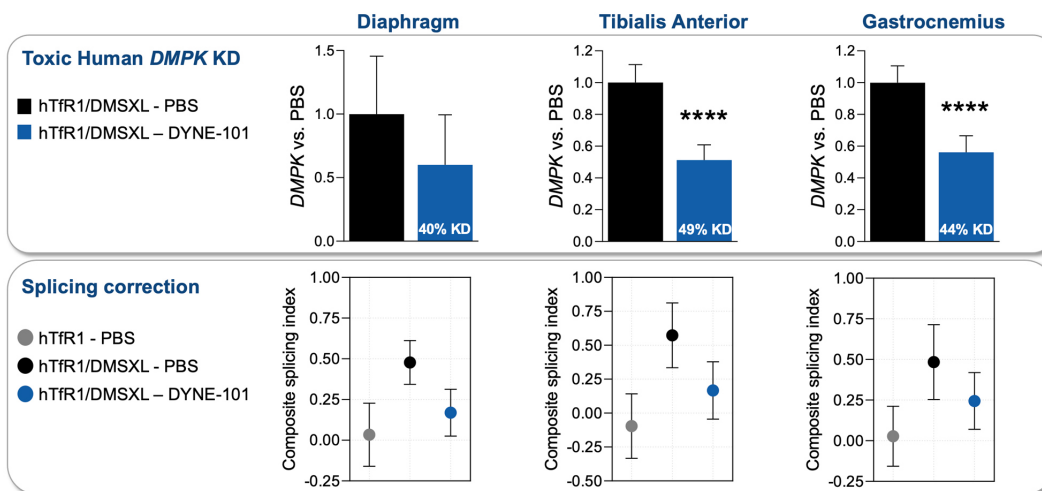 Diaphragm
Tibialis Anterior
Gastrocnemius
Toxic Human DMPK KD
hTfR1/DMSXL - PBS
hTfR1/DMSXL – DYNE-101
DMPK vs. PBS
1.5
1.0
0.5
0.0
40% KD
DMPK vs. PBS
1.2
1.0
0.8
0.6
0.4
0.2
0.0
****
49% KD
DMPK vs. PBS
1.2
1.0
0.8
0.6
0.4
0.2
0.0
****
44% KD
Splicing correction
hTfR1 - PBS
hTfR1/DMSXL - PBS
hTfR1/DMSXL – DYNE-101
Composite splicing index
1.00
0.75
0.50
0.25
0.00
-0.25
Composite splicing index
1.00
0.75
0.50
0.25
0.00
-0.25
-0.50
Composite splicing index
1.00
0.75
0.50
0.25
0.00
-0.25